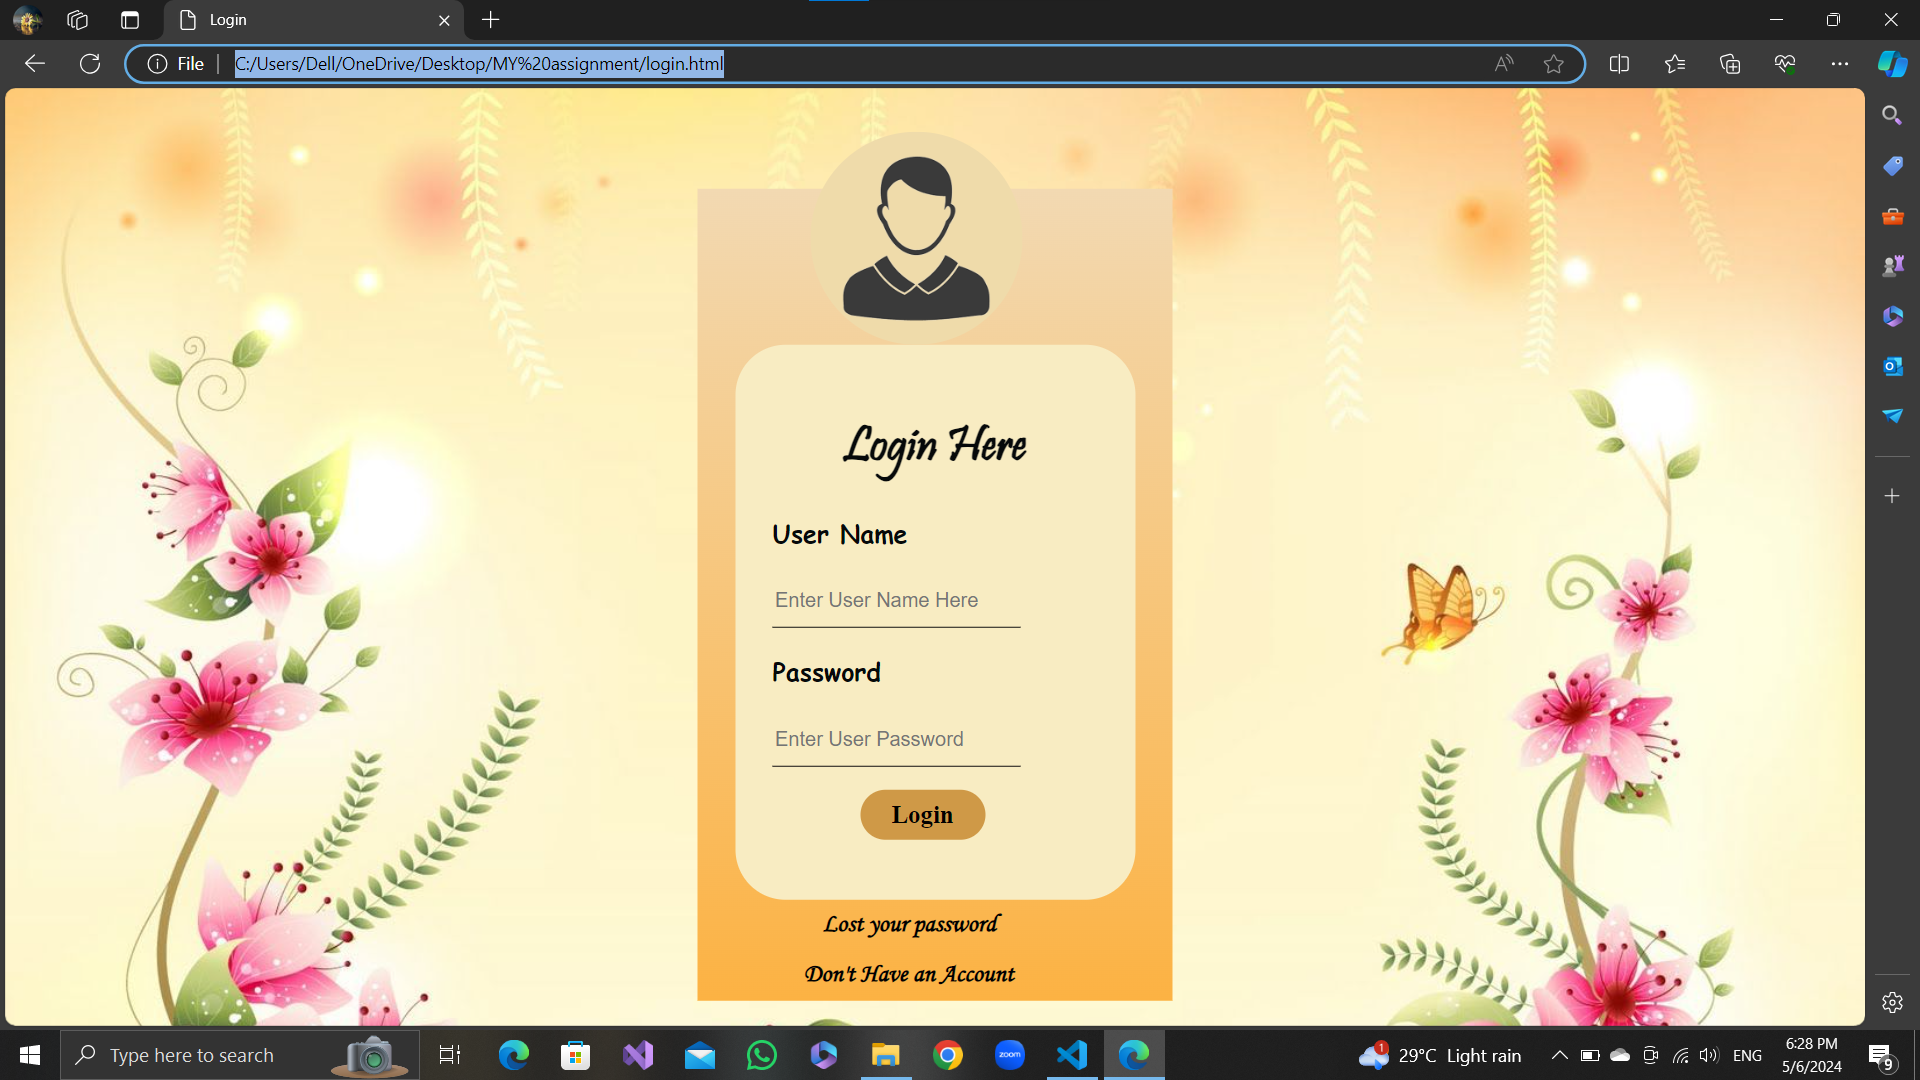 Login
File
C:/Users/Dell/OneDrive/Desktop/MY%20assignment/login.html
Login Here
User Name
Enter User Name Here
Password
Enter User Password
Login
Lost your password
Don't Have an Account
Type here to search
zoom
1
29°C Light rain
ENG
6:28 PM
5/6/2024
9